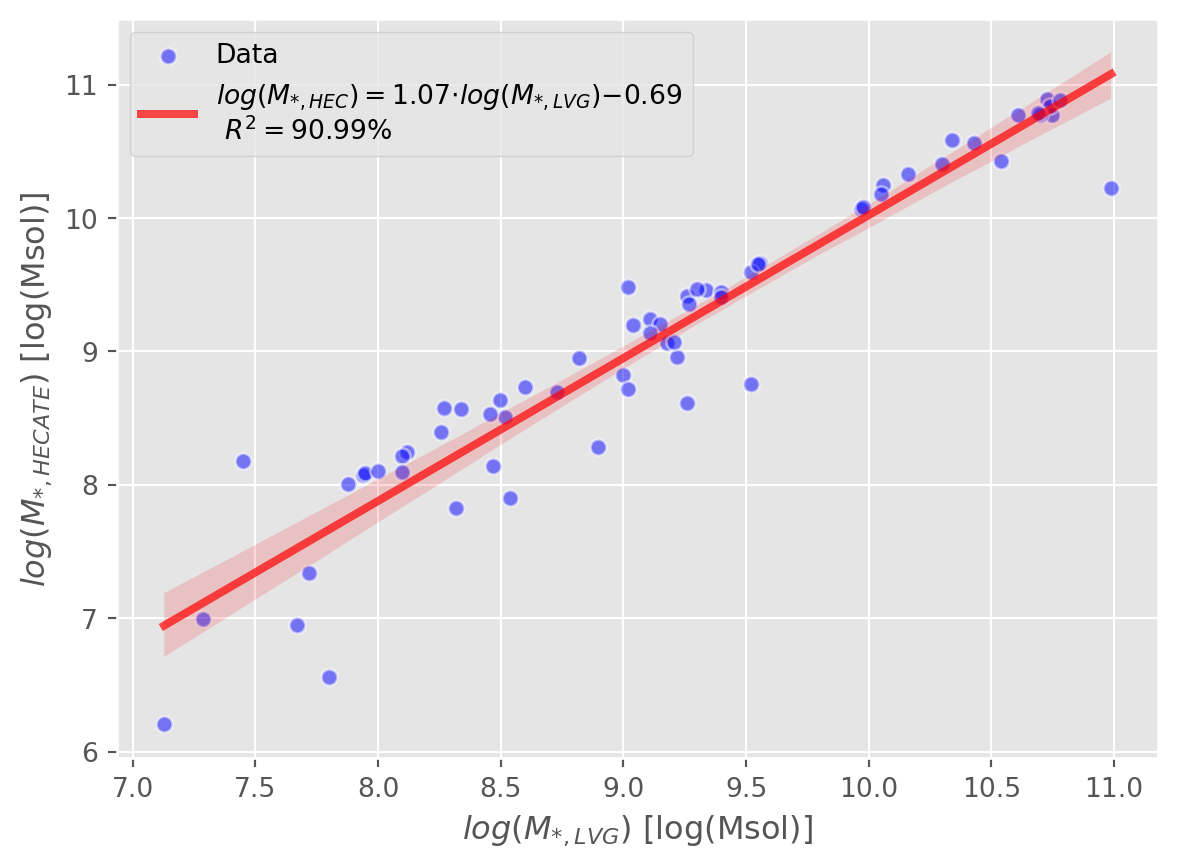 Data
log(M*,HEC) = 1.07·log(M*,LVG)−0.69
R² = 90.99%
11
10
9
8
7
6
log(M*,HECATE) [log(Msol)]
7.0 7.5 8.0 8.5 9.0 9.5 10.0 10.5 11.0
log(M*,LVG) [log(Msol)]